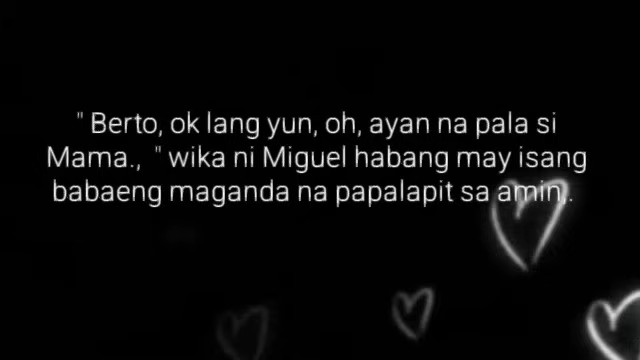 " Berto, ok lang yun, oh, ayan na pala si
Mama., " wika ni Miguel habang may isang
babaeng maganda na papalapit sa amin,.